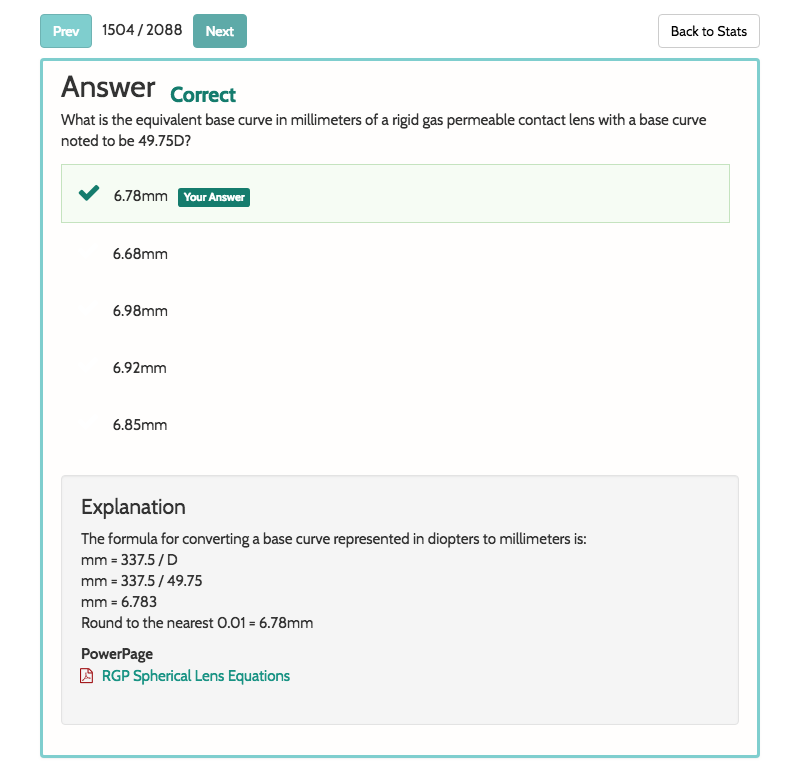 Prev 1504 / 2088 Next Back to Stats
Answer Correct
What is the equivalent base curve in millimeters of a rigid gas permeable contact lens with a base curve
noted to be 49.75D?
6.78mm Your Answer
6.68mm
6.98mm
6.92mm
6.85mm
Explanation
The formula for converting a base curve represented in diopters to millimeters is:
mm = 337.5 / D
mm = 337.5 / 49.75
mm = 6.783
Round to the nearest 0.01 = 6.78mm
PowerPage
RGP Spherical Lens Equations